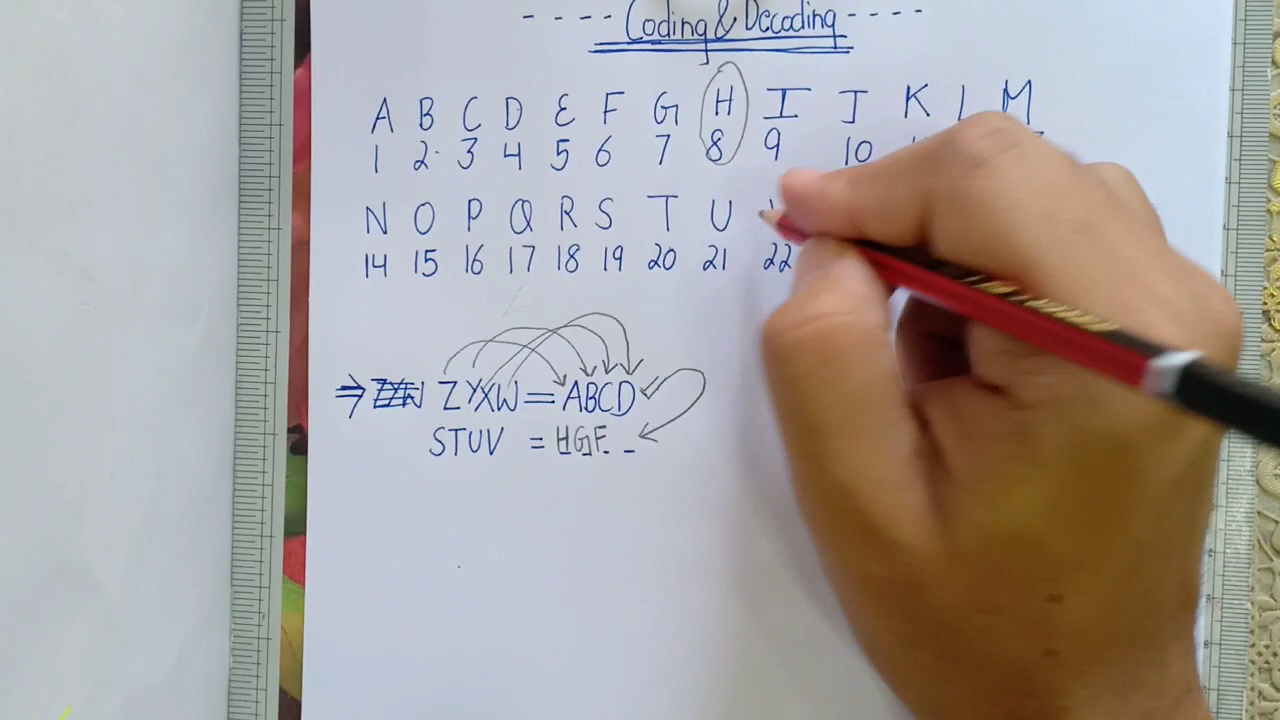 - - - - Coding & Decoding - - - -
A B C D E F G H I J K L M
1 2 3 4 5 6 7 8 9 10
N O P Q R S T U
14 15 16 17 18 19 20 21 22
⇒ ZYXW = ABCD
STUV = HGF _